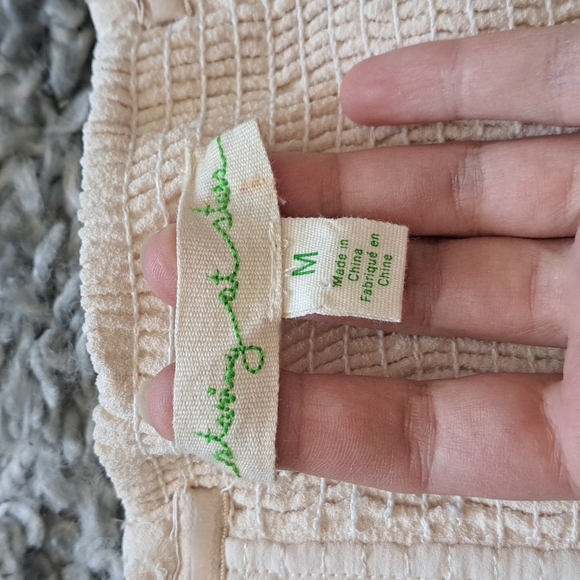 staring at stars
M
Made in
China
Fabriqué en
Chine